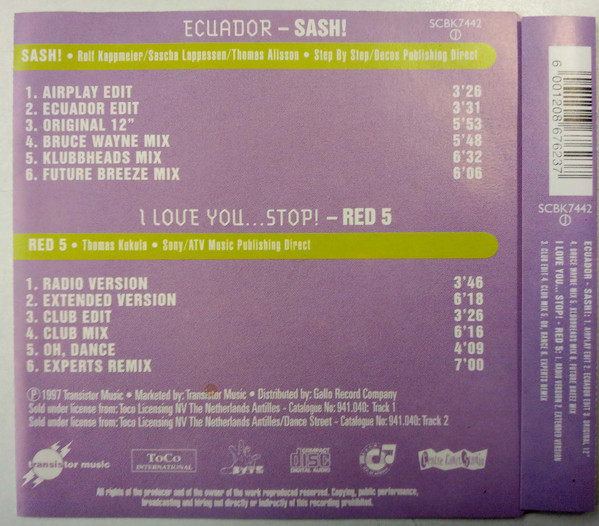 ECUADOR – SASH!
SCBK7442
SASH! • Ralf Kappmeier/Sascha Lappessen/Thomas Alisson • Step By Step/Decos Publishing Direct
1. AIRPLAY EDIT 3'26
2. ECUADOR EDIT 3'31
3. ORIGINAL 12" 5'53
4. BRUCE WAYNE MIX 5'48
5. KLUBBHEADS MIX 6'32
6. FUTURE BREEZE MIX 6'06
I LOVE YOU...STOP! – RED 5
RED 5 • Thomas Kukula • Sony/ATV Music Publishing Direct
1. RADIO VERSION 3'46
2. EXTENDED VERSION 6'18
3. CLUB EDIT 3'26
4. CLUB MIX 6'16
5. OH, DANCE 4'09
6. EXPERTS REMIX 7'00
Ⓟ 1997 Transistor Music • Marketed by: Transistor Music • Distributed by: Gallo Record Company
Sold under license from: Toco Licensing NV The Netherlands Antilles - Catalogue No: 941.040: Track 1
Sold under license from: Toco Licensing NV The Netherlands Antilles/Dance Street - Catalogue No: 941.040: Track 2
transistor music
ToCo
INTERNATIONAL
BYTE
COMPACT
disc
DIGITAL AUDIO
All rights of the producer and of the owner of the work reproduced reserved. Copying, public performance,
broadcasting and hiring out directly or indirectly of this recording prohibited.
6 001208 676237
SCBK7442
ECUADOR - SASH!: 1. AIRPLAY EDIT 2. ECUADOR EDIT 3. ORIGINAL 12"
4. BRUCE WAYNE MIX 5. KLUBBHEADS MIX 6. FUTURE BREEZE MIX
I LOVE YOU... STOP! - RED 5: 1. RADIO VERSION 2. EXTENDED VERSION
3. CLUB EDIT 4. CLUB MIX 5. OH, DANCE 6. EXPERTS REMIX